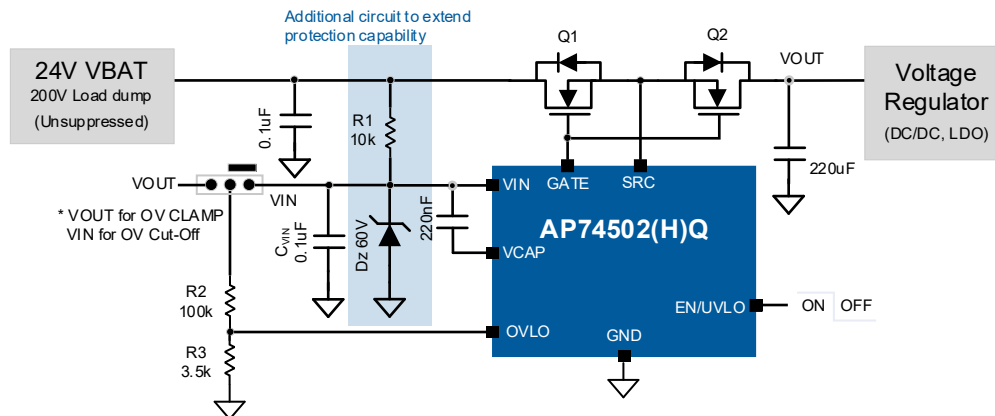 Additional circuit to extend
protection capability
24V VBAT
200V Load dump
(Unsuppressed)
0.1uF
R1
10k
Q1
Q2
VOUT
Voltage
Regulator
(DC/DC, LDO)
220uF
VOUT
VIN
* VOUT for OV CLAMP
VIN for OV Cut-Off
CVIN
0.1uF
Dz 60V
220nF
VIN
GATE
SRC
AP74502(H)Q
VCAP
R2
100k
EN/UVLO
ON OFF
OVLO
GND
R3
3.5k